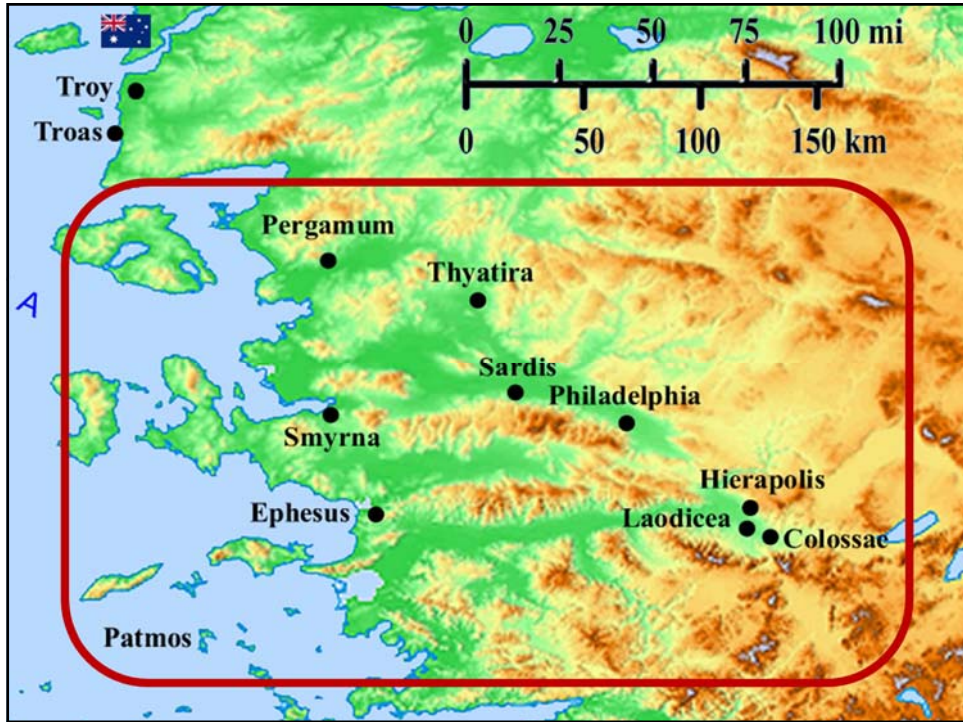 0 25 50 75 100 mi
0 50 100 150 km
Troy
Troas
Pergamum
Thyatira
A
Sardis
Philadelphia
Smyrna
Hierapolis
Ephesus
Laodicea
Colossae
Patmos